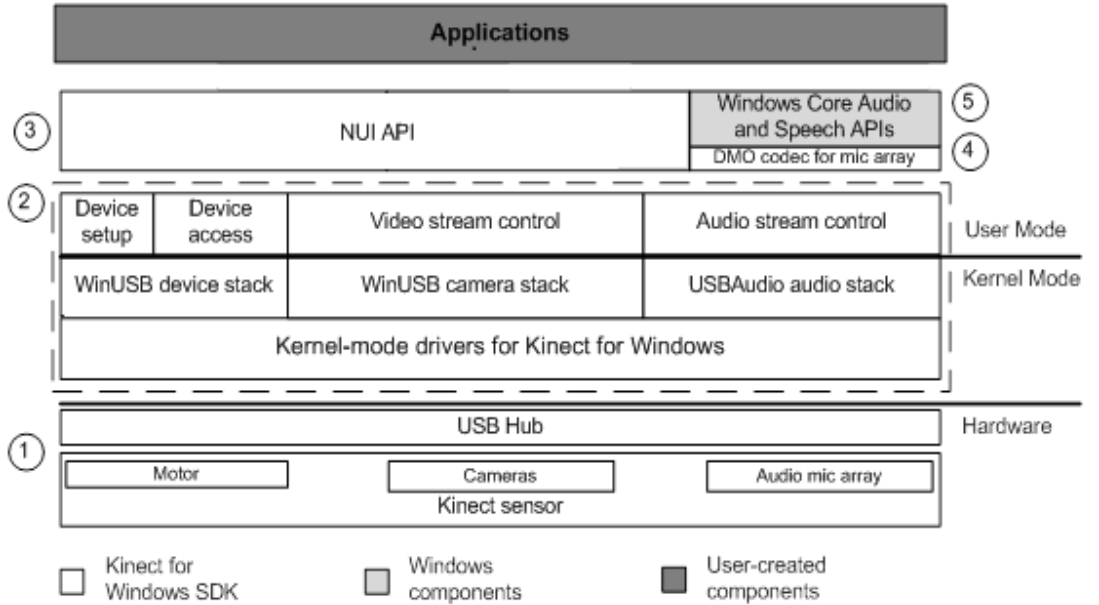 Applications
③
NUI API
Windows Core Audio
and Speech APIs
⑤
DMO codec for mic array
④
②
Device
setup
Device
access
Video stream control
Audio stream control
User Mode
WinUSB device stack
WinUSB camera stack
USBAudio audio stack
Kernel Mode
Kernel-mode drivers for Kinect for Windows
USB Hub
Hardware
①
Motor
Cameras
Audio mic array
Kinect sensor
Kinect for
Windows SDK
Windows
components
User-created
components